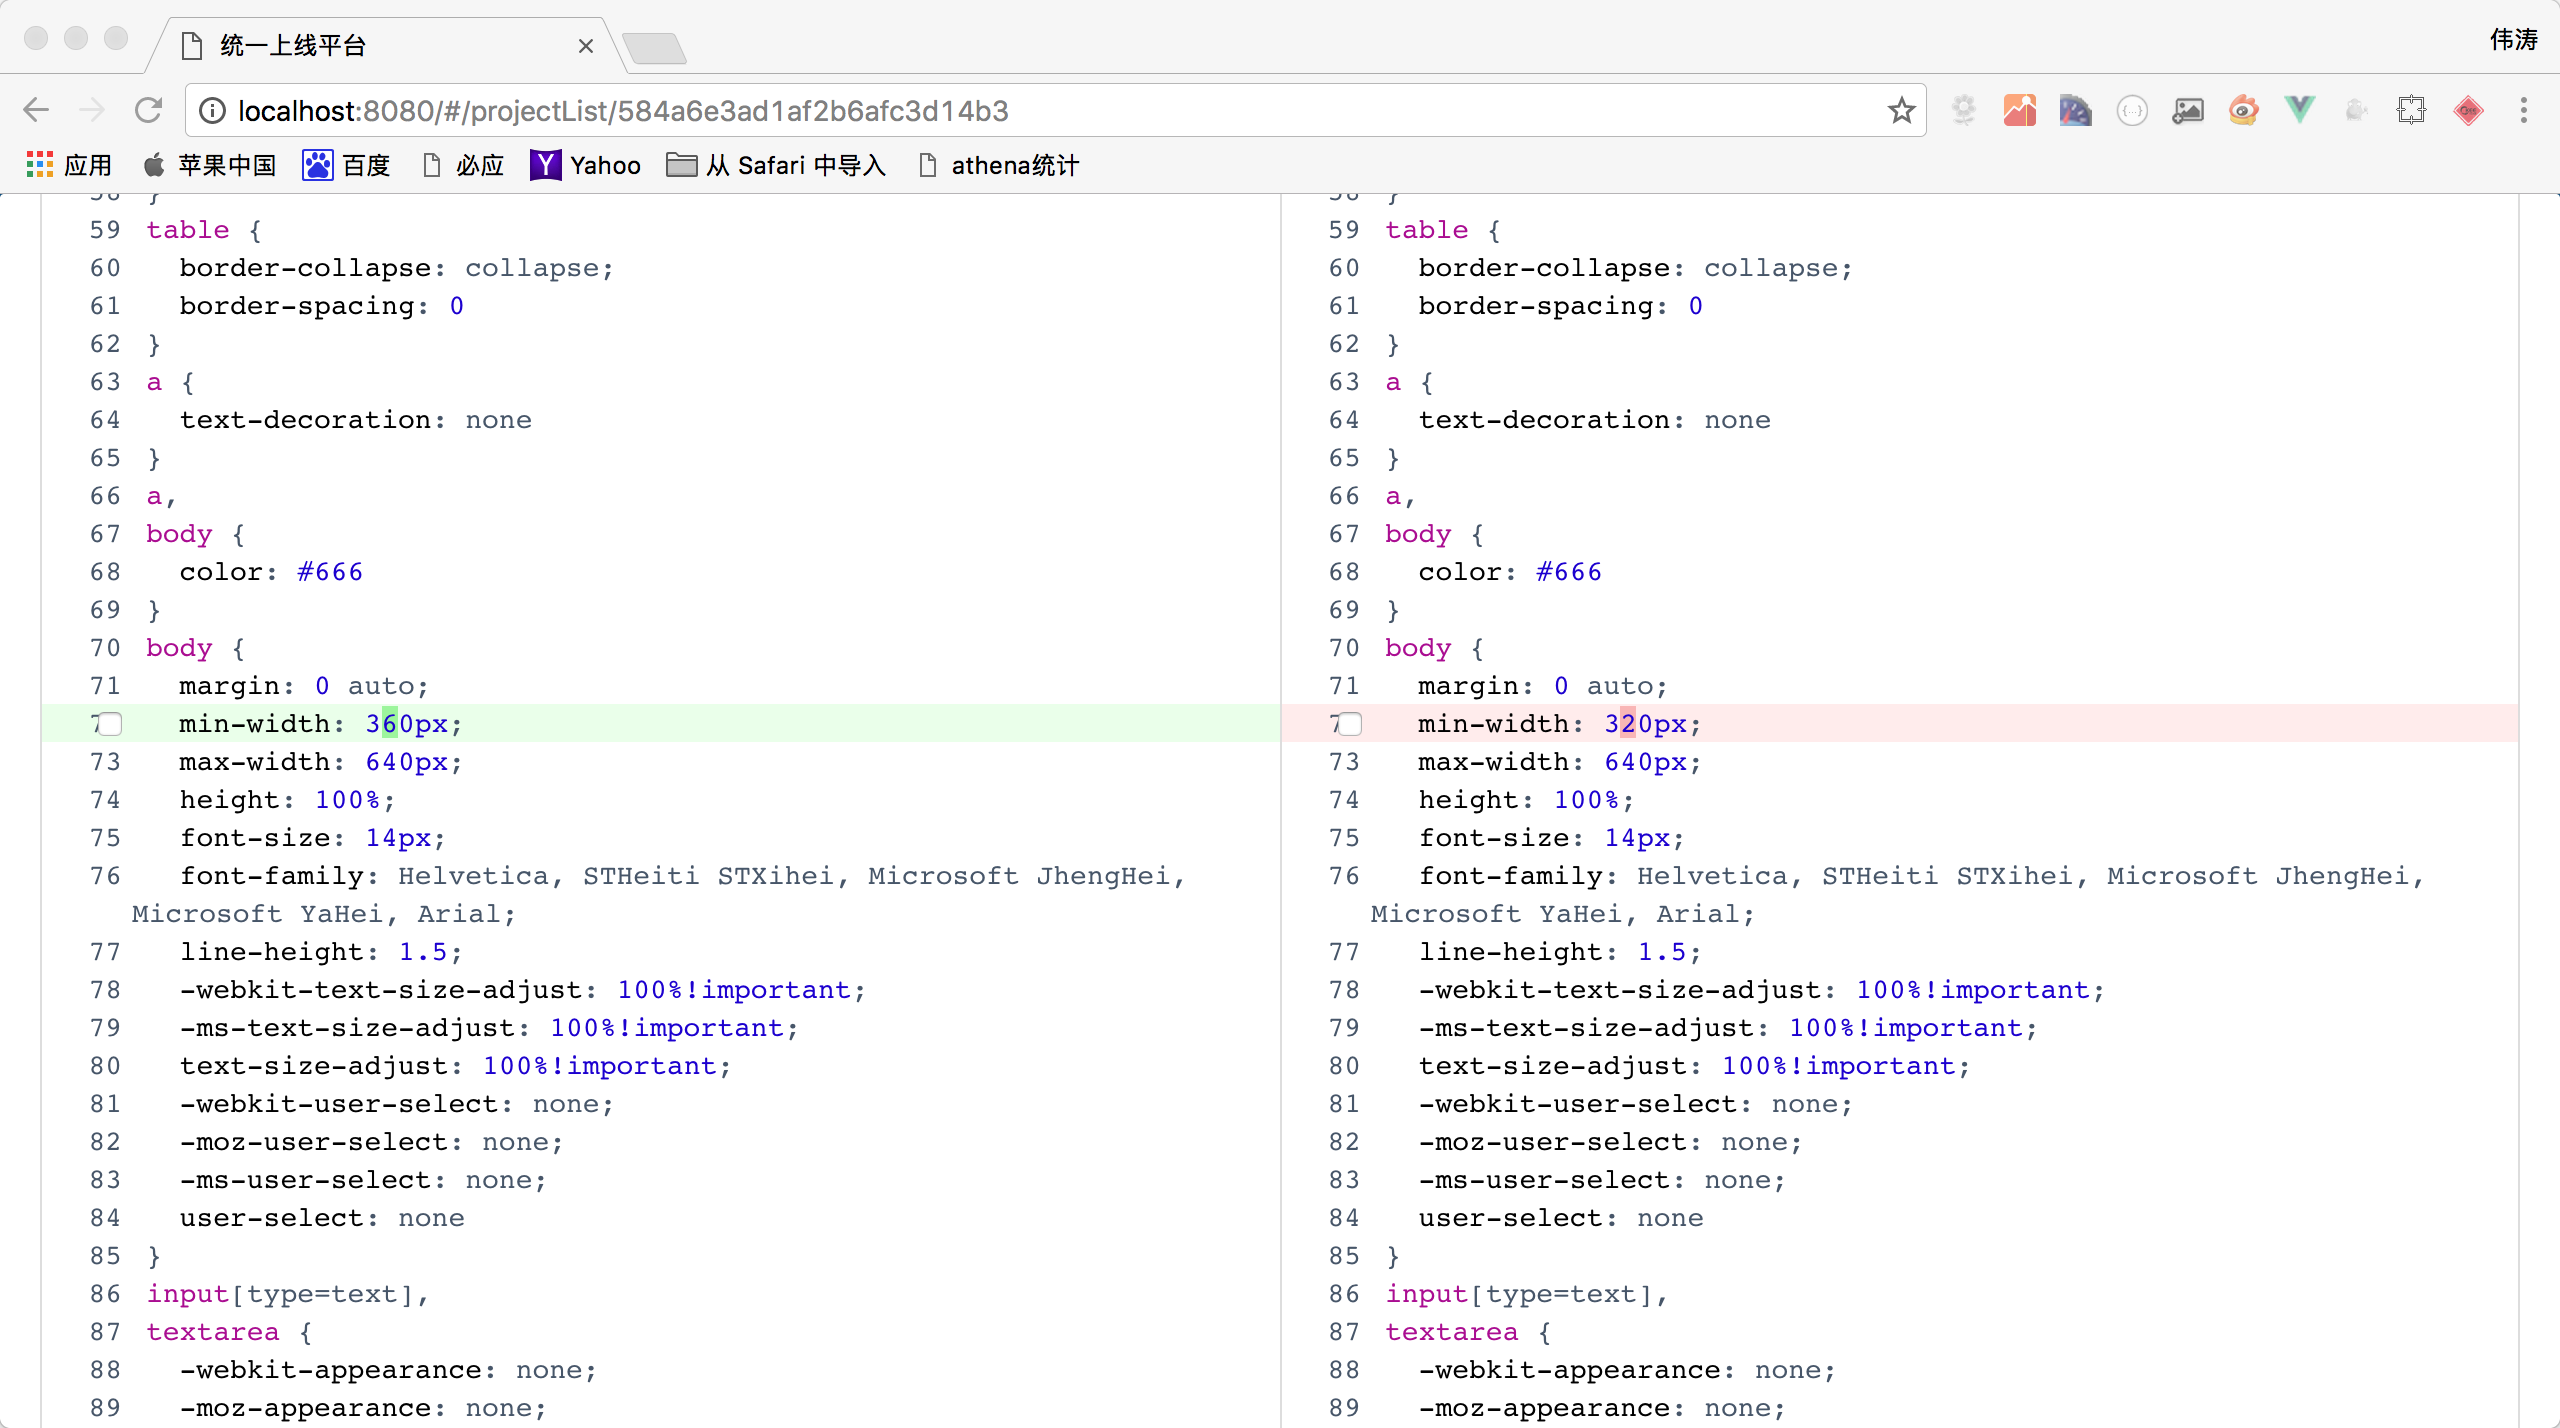 统一上线平台
伟涛
localhost:8080/#/projectList/584a6e3ad1af2b6afc3d14b3
应用 苹果中国 百度 必应 Yahoo 从 Safari 中导入 athena统计
58 }
59 table {
60 border-collapse: collapse;
61 border-spacing: 0
62 }
63 a {
64 text-decoration: none
65 }
66 a,
67 body {
68 color: #666
69 }
70 body {
71 margin: 0 auto;
7 min-width: 360px;
73 max-width: 640px;
74 height: 100%;
75 font-size: 14px;
76 font-family: Helvetica, STHeiti STXihei, Microsoft JhengHei,
Microsoft YaHei, Arial;
77 line-height: 1.5;
78 -webkit-text-size-adjust: 100%!important;
79 -ms-text-size-adjust: 100%!important;
80 text-size-adjust: 100%!important;
81 -webkit-user-select: none;
82 -moz-user-select: none;
83 -ms-user-select: none;
84 user-select: none
85 }
86 input[type=text],
87 textarea {
88 -webkit-appearance: none;
89 -moz-appearance: none;
58 }
59 table {
60 border-collapse: collapse;
61 border-spacing: 0
62 }
63 a {
64 text-decoration: none
65 }
66 a,
67 body {
68 color: #666
69 }
70 body {
71 margin: 0 auto;
7 min-width: 320px;
73 max-width: 640px;
74 height: 100%;
75 font-size: 14px;
76 font-family: Helvetica, STHeiti STXihei, Microsoft JhengHei,
Microsoft YaHei, Arial;
77 line-height: 1.5;
78 -webkit-text-size-adjust: 100%!important;
79 -ms-text-size-adjust: 100%!important;
80 text-size-adjust: 100%!important;
81 -webkit-user-select: none;
82 -moz-user-select: none;
83 -ms-user-select: none;
84 user-select: none
85 }
86 input[type=text],
87 textarea {
88 -webkit-appearance: none;
89 -moz-appearance: none;